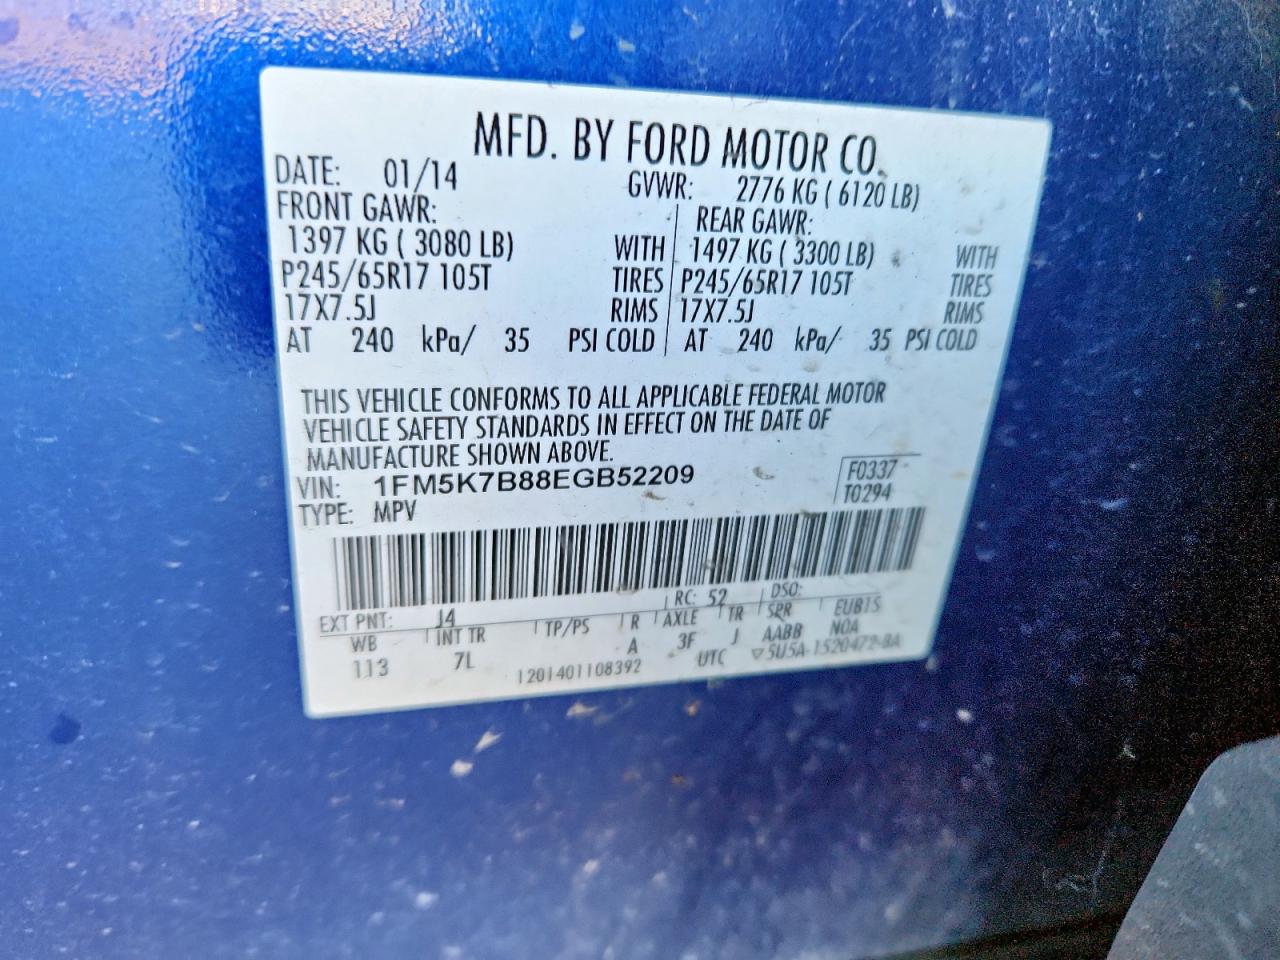 MFD. BY FORD MOTOR CO.
DATE: 01/14 GVWR: 2776 KG ( 6120 LB)
FRONT GAWR: REAR GAWR:
1397 KG ( 3080 LB) WITH 1497 KG ( 3300 LB) WITH
P245/65R17 105T TIRES P245/65R17 105T TIRES
17X7.5J RIMS 17X7.5J RIMS
AT 240 kPa/ 35 PSI COLD AT 240 kPa/ 35 PSI COLD
THIS VEHICLE CONFORMS TO ALL APPLICABLE FEDERAL MOTOR
VEHICLE SAFETY STANDARDS IN EFFECT ON THE DATE OF
MANUFACTURE SHOWN ABOVE.
VIN: 1FM5K7B88EGB52209 F0337
TYPE: MPV T0294
EXT PNT: J4 RC: 52 DSO:
WB INT TR TP/PS R AXLE TR SPR EUB1S
113 7L A 3F J AABB NOA
1201401108392 UTC ▽5U5A-1520472-BA